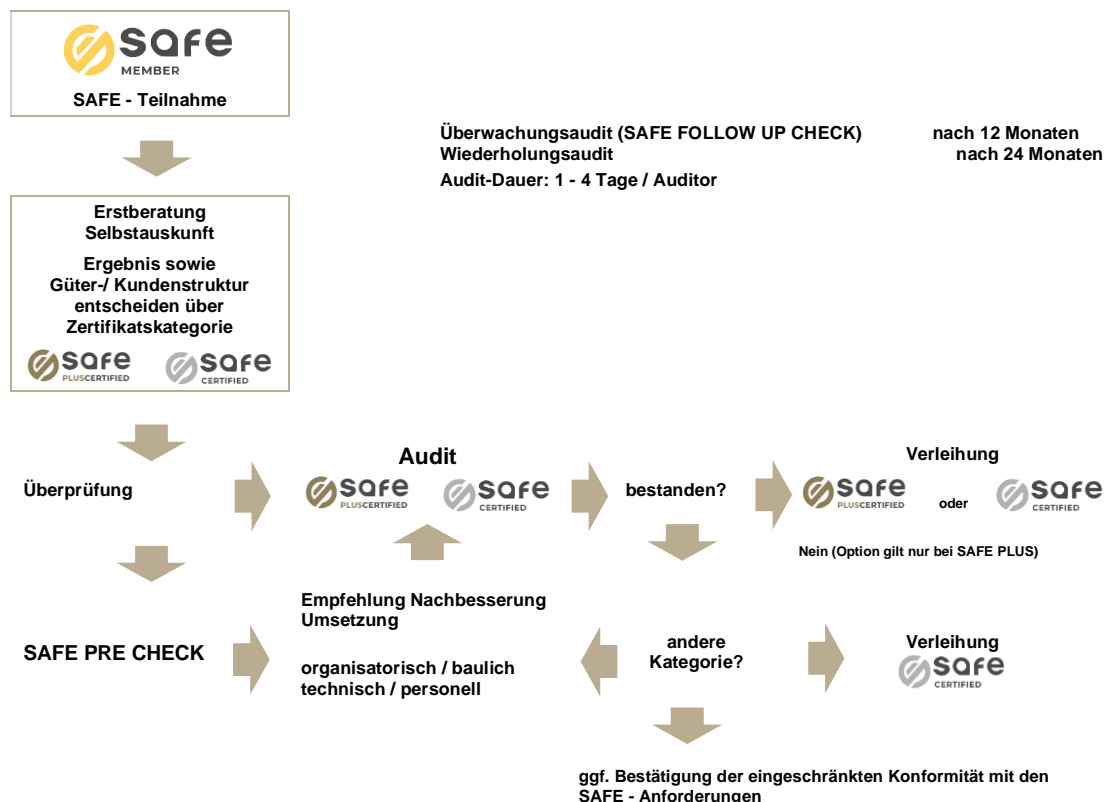 safe
MEMBER
SAFE - Teilnahme
Überwachungsaudit (SAFE FOLLOW UP CHECK) nach 12 Monaten
Wiederholungsaudit nach 24 Monaten
Audit-Dauer: 1 - 4 Tage / Auditor
Erstberatung
Selbstauskunft
Ergebnis sowie
Güter-/ Kundenstruktur
entscheiden über
Zertifikatskategorie
safe
PLUSCERTIFIED
safe
CERTIFIED
Überprüfung
Audit
safe
PLUSCERTIFIED
safe
CERTIFIED
bestanden?
Verleihung
safe
PLUSCERTIFIED
oder
safe
CERTIFIED
Nein (Option gilt nur bei SAFE PLUS)
SAFE PRE CHECK
Empfehlung Nachbesserung
Umsetzung
organisatorisch / baulich
technisch / personell
andere
Kategorie?
Verleihung
safe
CERTIFIED
ggf. Bestätigung der eingeschränkten Konformität mit den
SAFE - Anforderungen